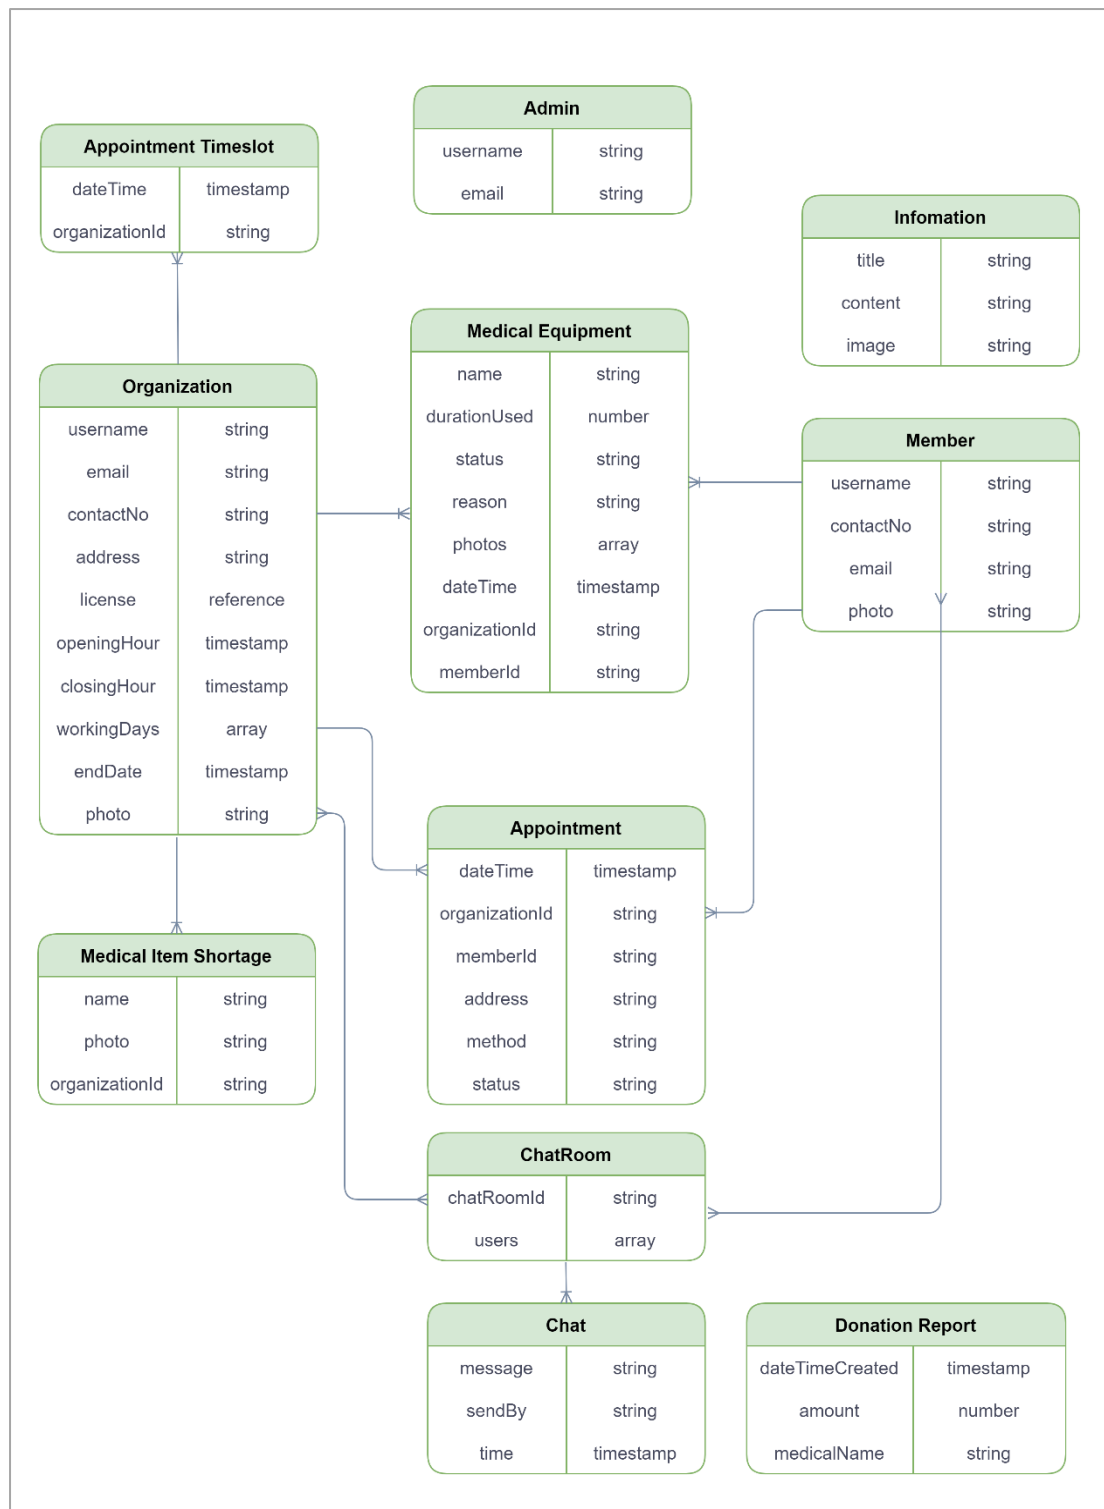 Admin
username string
email string
Appointment Timeslot
dateTime timestamp
organizationId string
Infomation
title string
content string
image string
Medical Equipment
name string
durationUsed number
status string
reason string
photos array
dateTime timestamp
organizationId string
memberId string
Organization
username string
email string
contactNo string
address string
license reference
openingHour timestamp
closingHour timestamp
workingDays array
endDate timestamp
photo string
Member
username string
contactNo string
email string
photo string
Appointment
dateTime timestamp
organizationId string
memberId string
address string
method string
status string
Medical Item Shortage
name string
photo string
organizationId string
ChatRoom
chatRoomId string
users array
Chat
message string
sendBy string
time timestamp
Donation Report
dateTimeCreated timestamp
amount number
medicalName string